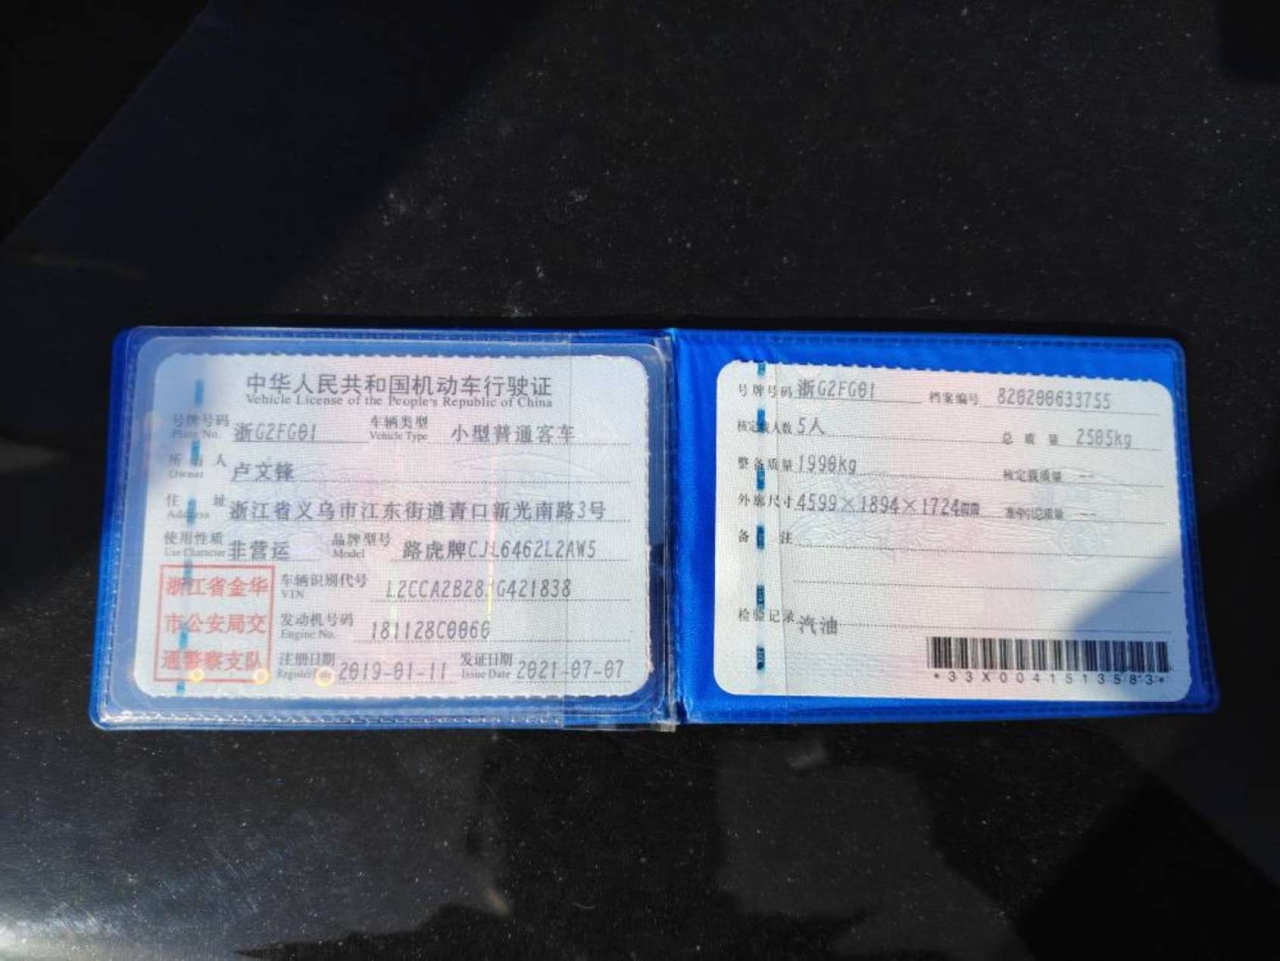 中华人民共和国机动车行驶证
Vehicle License of the People's Republic of China
号牌号码 浙G2FG01 车辆类型 小型普通客车
Plate No. Vehicle Type
所有人 卢文锋
Owner
住址 浙江省义乌市江东街道青口新光南路3号
Address
使用性质 非营运 品牌型号 路虎牌CJL6462L2AW5
Use Character Model
浙江省金华
市公安局交
通警察支队
车辆识别代号
VIN
发动机号码 181128C0066
Engine No.
注册日期 2019-01-11 发证日期 2021-07-07
Register Date Issue Date
号牌号码 浙G2FG01 档案编号 820200633755
核定载人数 5人 总质量 2505kg
整备质量 1990kg 核定载质量 --
外廓尺寸 4599×1894×1724mm 准牵引总质量 --
备注
检验记录 汽油
*33X0041513583*